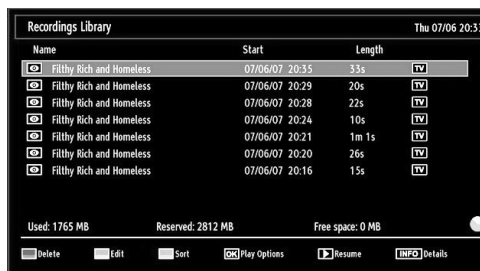 Recordings Library Thu 07/06 20:3
Name Start Length
Filthy Rich and Homeless 07/06/07 20:35 33s TV
Filthy Rich and Homeless 07/06/07 20:29 20s TV
Filthy Rich and Homeless 07/06/07 20:28 22s TV
Filthy Rich and Homeless 07/06/07 20:24 10s TV
Filthy Rich and Homeless 07/06/07 20:21 1m 1s TV
Filthy Rich and Homeless 07/06/07 20:20 26s TV
Filthy Rich and Homeless 07/06/07 20:16 15s TV
Used: 1765 MB Reserved: 2812 MB Free space: 0 MB
Delete Edit Sort OK Play Options Resume INFO Details